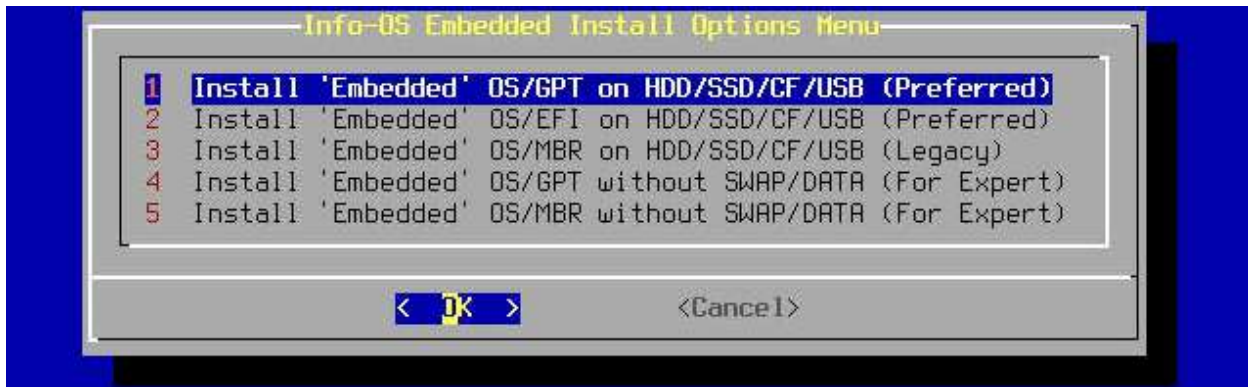 Info-OS Embedded Install Options Menu
1 Install 'Embedded' OS/GPT on HDD/SSD/CF/USB (Preferred)
2 Install 'Embedded' OS/EFI on HDD/SSD/CF/USB (Preferred)
3 Install 'Embedded' OS/MBR on HDD/SSD/CF/USB (Legacy)
4 Install 'Embedded' OS/GPT without SWAP/DATA (For Expert)
5 Install 'Embedded' OS/MBR without SWAP/DATA (For Expert)
< OK > <Cancel>